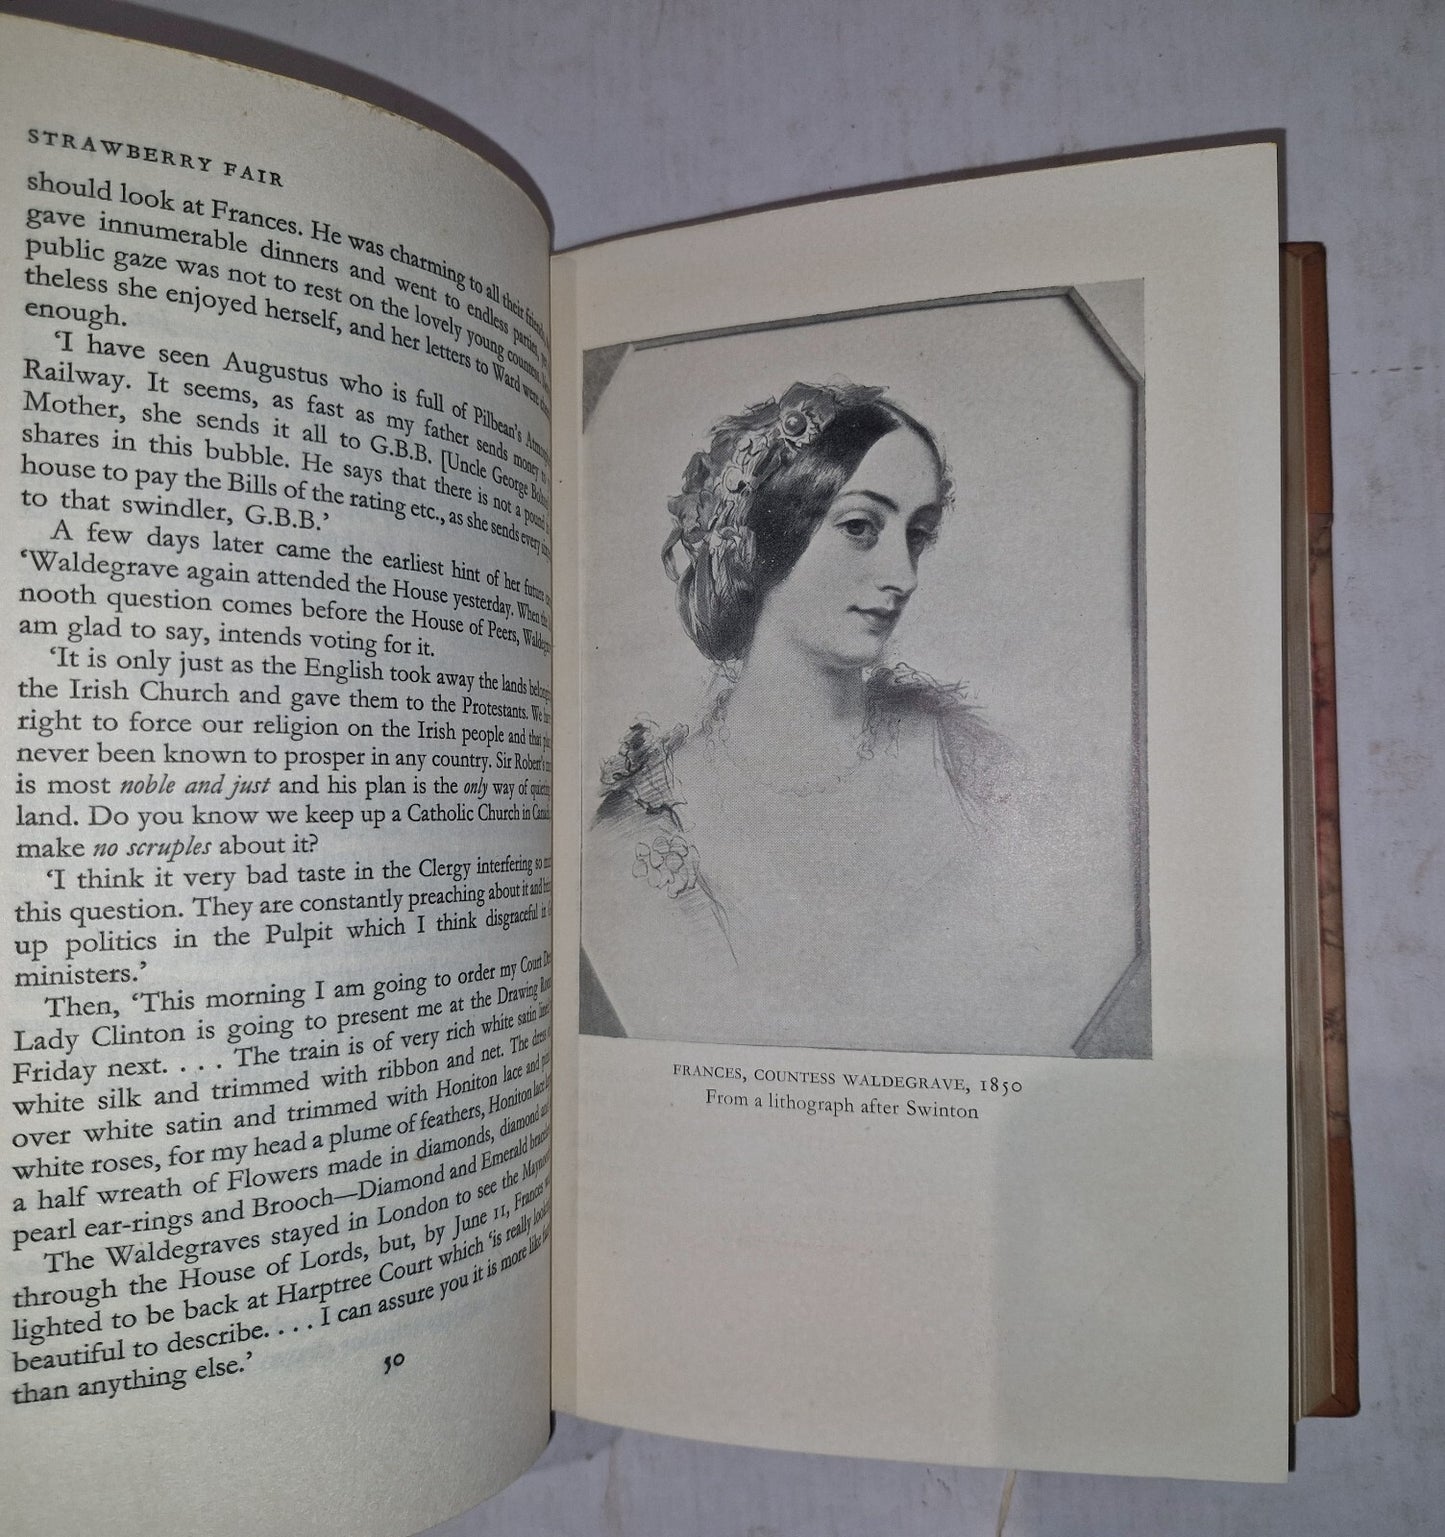 STRAWBERRY FAIR
should look at Frances. He was charming to all their friends,
gave innumerable dinners and went to endless parties,
public gaze was not to rest on the lovely young countess.
theless she enjoyed herself, and her letters to Ward were
enough.
‘I have seen Augustus who is full of Pilbean's
Railway. It seems, as fast as my father sends money to
Mother, she sends it all to G.B.B. [Uncle George
shares in this bubble. He says that there is not a pound
house to pay the Bills of the rating etc., as she sends every
to that swindler, G.B.B.’
A few days later came the earliest hint of her future
‘Waldegrave again attended the House yesterday. When the
nooth question comes before the House of Peers,
am glad to say, intends voting for it.
‘It is only just as the English took away the lands
the Irish Church and gave them to the Protestants. We
right to force our religion on the Irish people and that
never been known to prosper in any country. Sir Robert's
is most noble and just and his plan is the only way of
land. Do you know we keep up a Catholic Church in
make no scruples about it?
‘I think it very bad taste in the Clergy interfering so
this question. They are constantly preaching about it and
up politics in the Pulpit which I think disgraceful in
ministers.’
Then, ‘This morning I am going to order my Court
Lady Clinton is going to present me at the Drawing
Friday next. . . . The train is of very rich white satin
white silk and trimmed with ribbon and net. The dress
over white satin and trimmed with Honiton lace and
white roses, for my head a plume of feathers, Honiton lace
a half wreath of Flowers made in diamonds, diamond
pearl ear-rings and Brooch—Diamond and Emerald
The Waldegraves stayed in London to see the
through the House of Lords, but, by June 11, Frances
lighted to be back at Harptree Court which ‘is really
beautiful to describe. . . . I can assure you it is more like
than anything else.’
50
FRANCES, COUNTESS WALDEGRAVE, 1850
From a lithograph after Swinton